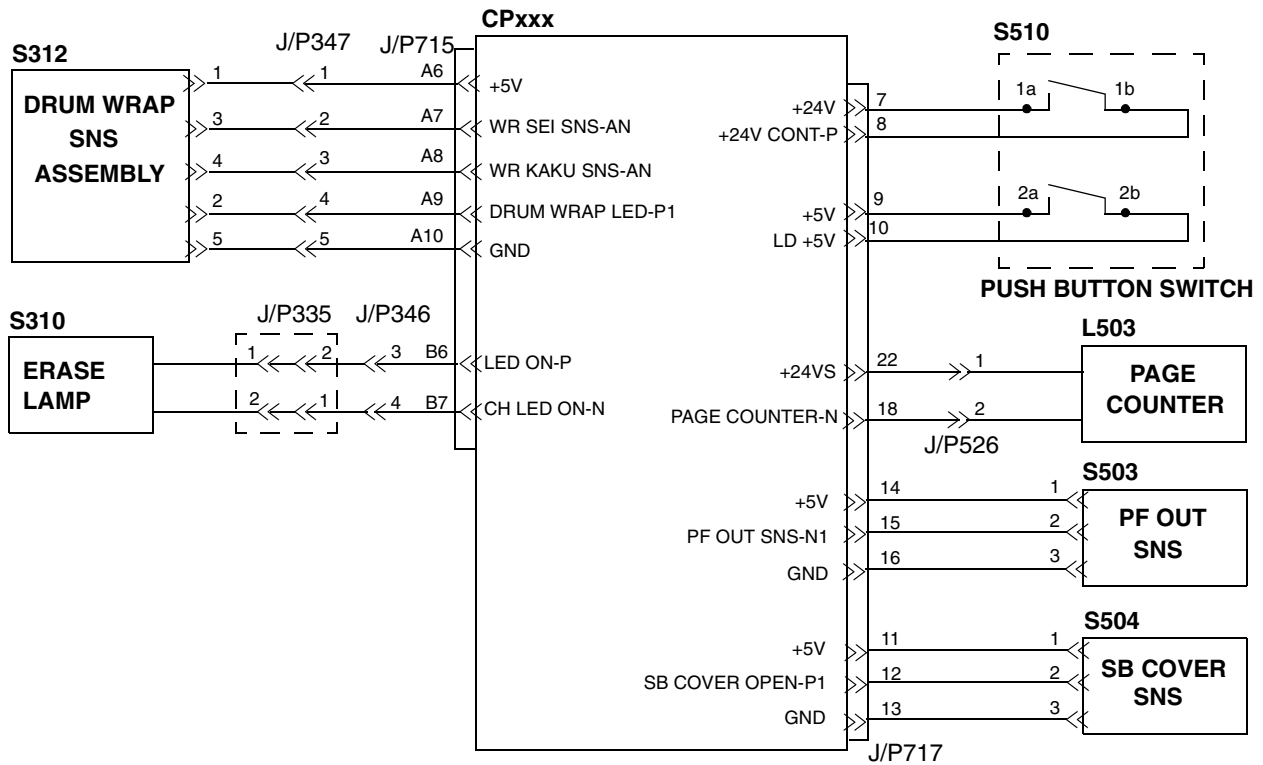 CPxxx
S312
J/P347
J/P715
DRUM WRAP
SNS
ASSEMBLY
1 1 A6 +5V
3 2 A7 WR SEI SNS-AN
4 3 A8 WR KAKU SNS-AN
2 4 A9 DRUM WRAP LED-P1
5 5 A10 GND
S310
J/P335
J/P346
ERASE
LAMP
1 2 3 B6 LED ON-P
2 1 4 B7 CH LED ON-N
S510
+24V 7 1a 1b
+24V CONT-P 8
+5V 9 2a 2b
LD +5V 10
PUSH BUTTON SWITCH
L503
+24VS 22 1
PAGE COUNTER-N 18 2
J/P526
PAGE
COUNTER
S503
+5V 14 1
PF OUT SNS-N1 15 2
GND 16 3
PF OUT
SNS
S504
+5V 11 1
SB COVER OPEN-P1 12 2
GND 13 3
SB COVER
SNS
J/P717